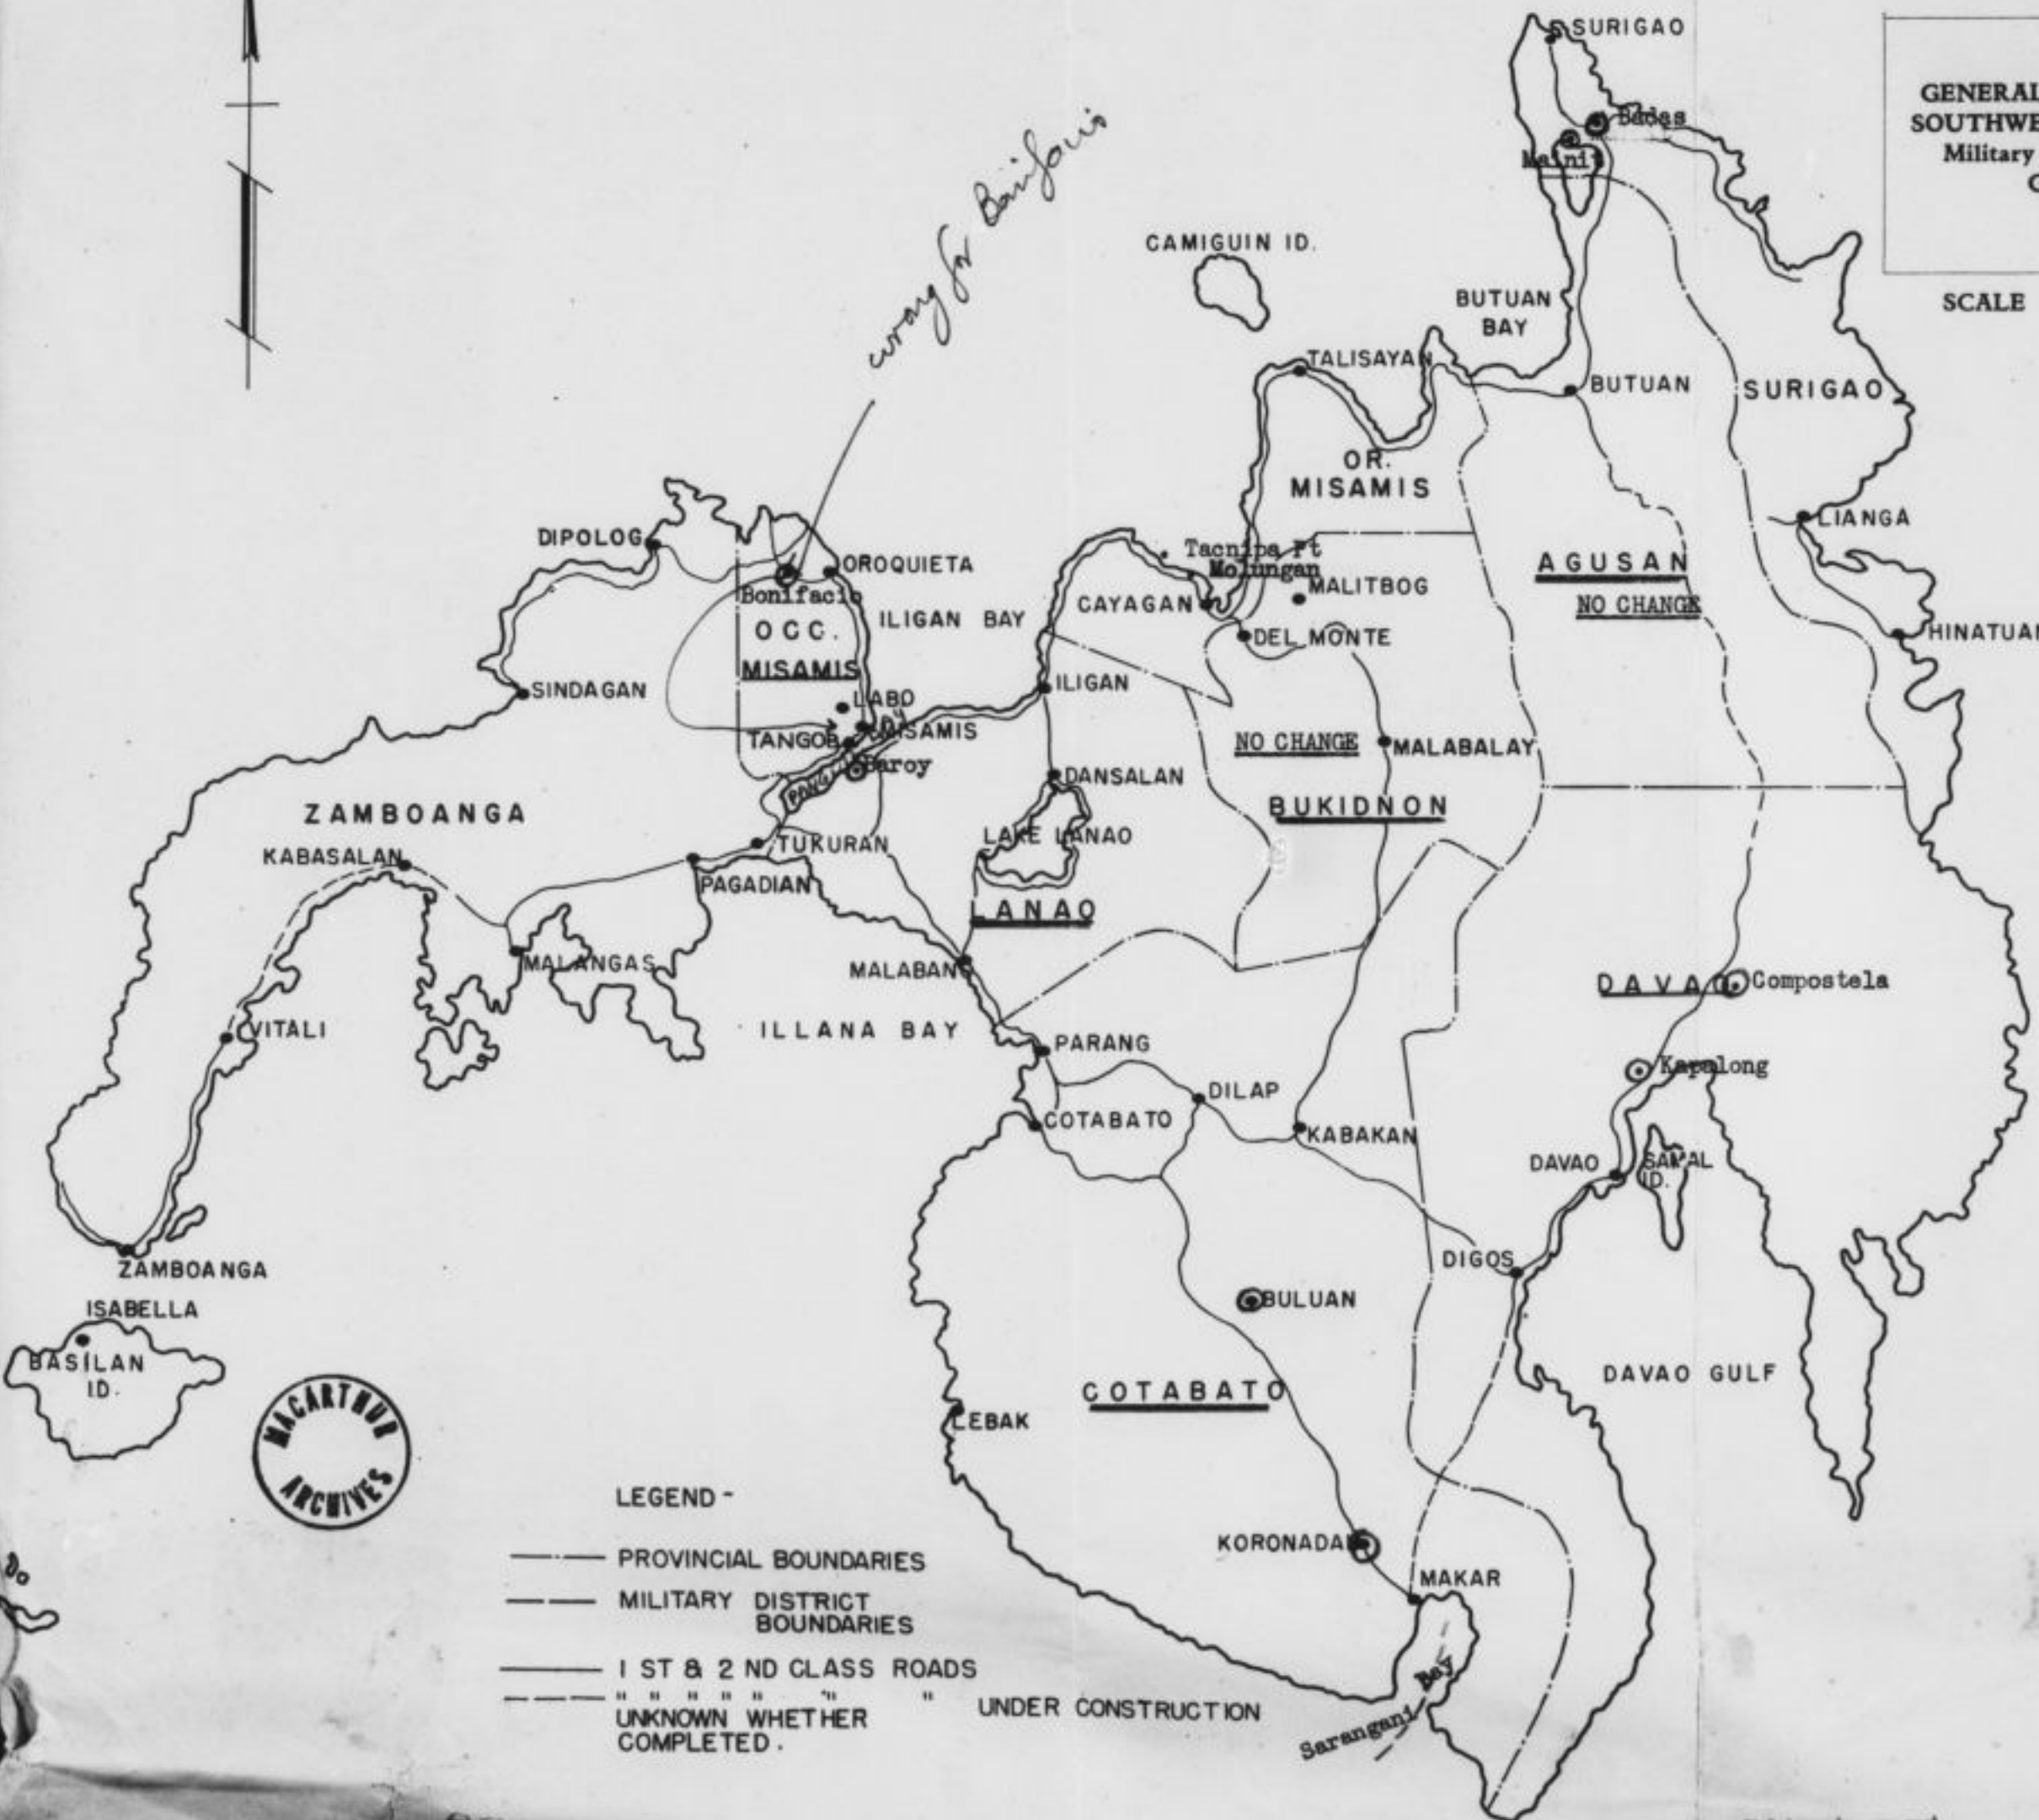 SURIGAO
GENERAL
SOUTHWE
Military
SCALE
Badas
Mainit
wrong for Bonifacio
CAMIGUIN ID.
BUTUAN
BAY
TALISAYAN
BUTUAN
SURIGAO
OR.
MISAMIS
LIANGA
DIPOLOG
OROQUIETA
Tacnipa Pt
Molungan
AGUSAN
NO CHANGE
Bonifacio
ILIGAN BAY
CAYAGAN
MALITBOG
OCC.
MISAMIS
DEL MONTE
HINATUAN
SINDAGAN
LABO
ILIGAN
TANGOB
MISAMIS
NO CHANGE
MALABALAY
Baroy
DANSALAN
ZAMBOANGA
BUKIDNON
KABASALAN
TUKURAN
LAKE LANAO
PAGADIAN
LANAO
MALANGAS
MALABANG
DAVAO
Compostela
VITALI
ILLANA BAY
PARANG
Kapalong
DILAP
COTABATO
KABAKAN
DAVAO
SAMAL
ID.
ZAMBOANGA
DIGOS
ISABELLA
BULUAN
BASILAN
ID.
DAVAO GULF
COTABATO
MACARTHUR
ARCHIVES
LEBAK
LEGEND -
KORONADAL
PROVINCIAL BOUNDARIES
MAKAR
MILITARY DISTRICT
BOUNDARIES
1 ST & 2 ND CLASS ROADS
" " " " " " " UNDER CONSTRUCTION
UNKNOWN WHETHER
COMPLETED.
Sarangani Bay